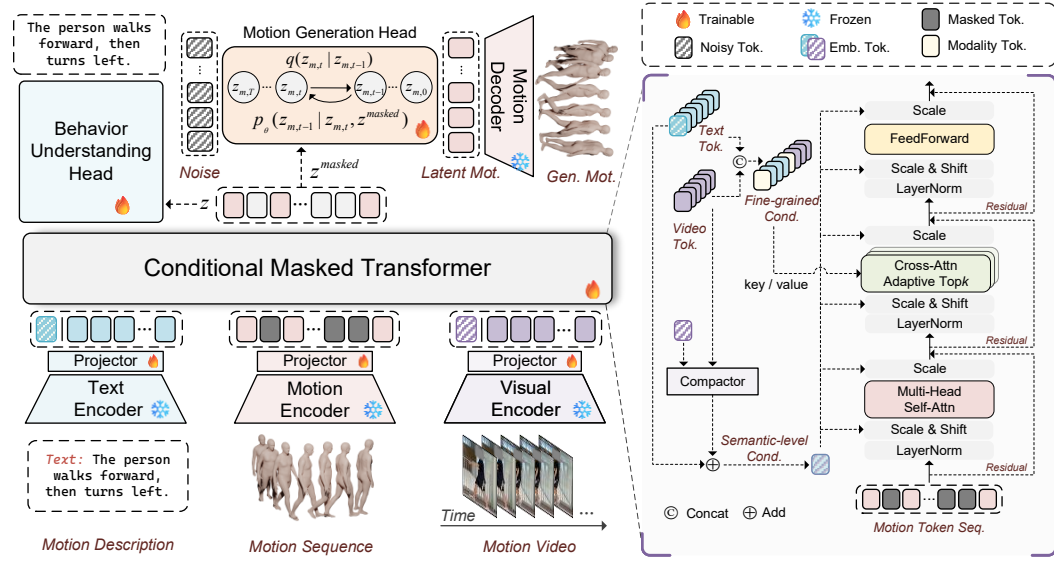 The person walks
forward, then
turns left.
Behavior
Understanding
Head
Noise
Motion Generation Head
q(z_{m,t} | z_{m,t-1})
z_{m,T} ... z_{m,t} z_{m,t-1} ... z_{m,0}
p_θ(z_{m,t-1} | z_{m,t}, z^{masked})
Latent Mot.
Motion
Decoder
Gen. Mot.
z^{masked}
z
Conditional Masked Transformer
Projector
Projector
Projector
Text
Encoder
Motion
Encoder
Visual
Encoder
Text: The person
walks forward,
then turns left.
Time
...
Motion Description
Motion Sequence
Motion Video
Trainable
Frozen
Masked Tok.
Noisy Tok.
Emb. Tok.
Modality Tok.
Text
Tok.
Video
Tok.
©
Fine-grained
Cond.
key / value
Compactor
Semantic-level
Cond.
© Concat
⊕ Add
Scale
FeedForward
Scale & Shift
LayerNorm
Residual
Scale
Cross-Attn
Adaptive Topk
Scale & Shift
LayerNorm
Residual
Scale
Multi-Head
Self-Attn
Scale & Shift
LayerNorm
Residual
Motion Token Seq.